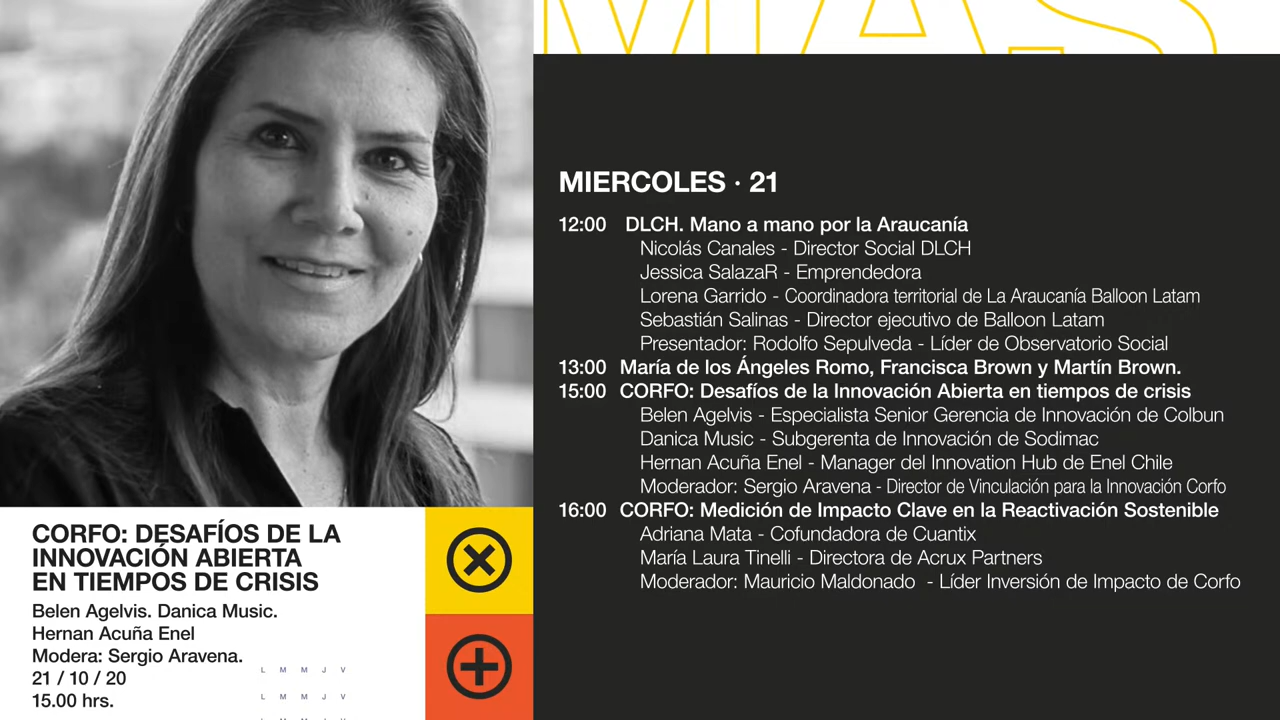 MAS
MIERCOLES · 21
12:00 DLCH. Mano a mano por la Araucanía
Nicolás Canales - Director Social DLCH
Jessica SalazaR - Emprendedora
Lorena Garrido - Coordinadora territorial de La Araucanía Balloon Latam
Sebastián Salinas - Director ejecutivo de Balloon Latam
Presentador: Rodolfo Sepulveda - Líder de Observatorio Social
13:00 María de los Ángeles Romo, Francisca Brown y Martín Brown.
15:00 CORFO: Desafíos de la Innovación Abierta en tiempos de crisis
Belen Agelvis - Especialista Senior Gerencia de Innovación de Colbun
Danica Music - Subgerenta de Innovación de Sodimac
Hernan Acuña Enel - Manager del Innovation Hub de Enel Chile
Moderador: Sergio Aravena - Director de Vinculación para la Innovación Corfo
16:00 CORFO: Medición de Impacto Clave en la Reactivación Sostenible
Adriana Mata - Cofundadora de Cuantix
María Laura Tinelli - Directora de Acrux Partners
Moderador: Mauricio Maldonado - Líder Inversión de Impacto de Corfo
CORFO: DESAFÍOS DE LA
INNOVACIÓN ABIERTA
EN TIEMPOS DE CRISIS
Belen Agelvis. Danica Music.
Hernan Acuña Enel
Modera: Sergio Aravena.
21 / 10 / 20
15.00 hrs.
L M M J V
L M M J V
L M M J V